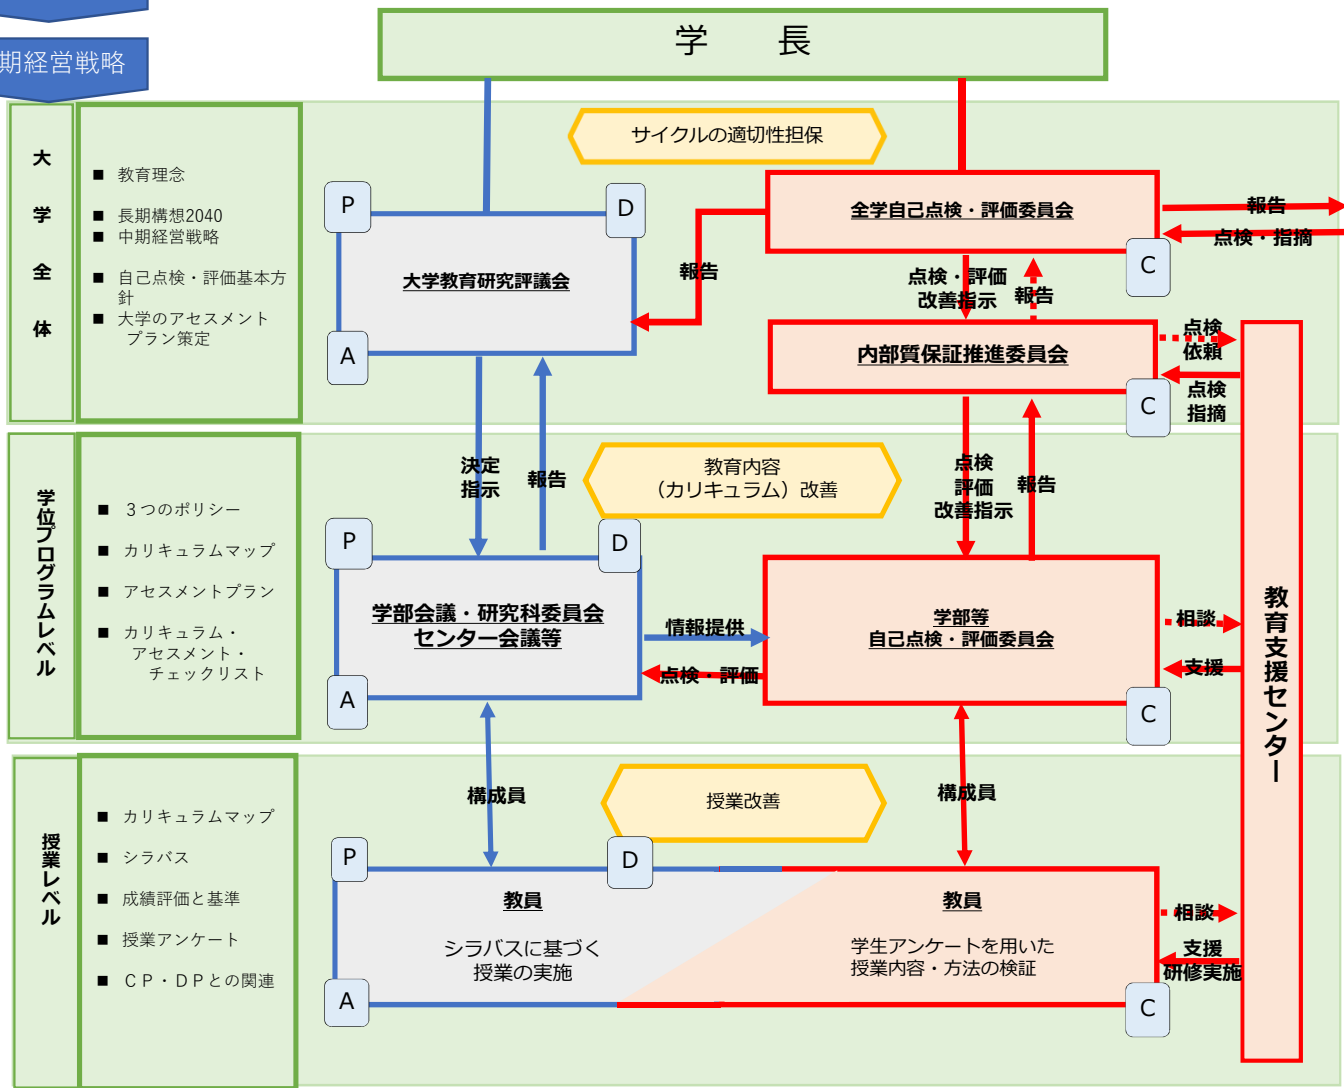 期経営戦略
学　長
大学全体
■ 教育理念
■ 長期構想2040
■ 中期経営戦略
■ 自己点検・評価基本方
針
■ 大学のアセスメント
プラン策定
サイクルの適切性担保
P
D
大学教育研究評議会
A
報告
全学自己点検・評価委員会
C
報告
点検・指摘
点検・評価
改善指示
報告
内部質保証推進委員会
C
点検
依頼
点検
指摘
学位プログラムレベル
■ ３つのポリシー
■ カリキュラムマップ
■ アセスメントプラン
■ カリキュラム・
アセスメント・
チェックリスト
決定
指示
報告
教育内容
（カリキュラム）改善
点検
評価
改善指示
報告
P
D
学部会議・研究科委員会
センター会議等
A
情報提供
点検・評価
学部等
自己点検・評価委員会
C
相談
支援
教育支援センター
授業レベル
■ カリキュラムマップ
■ シラバス
■ 成績評価と基準
■ 授業アンケート
■ ＣＰ・ＤＰとの関連
構成員
授業改善
構成員
P
D
教員
シラバスに基づく
授業の実施
A
教員
学生アンケートを用いた
授業内容・方法の検証
C
相談
支援
研修実施